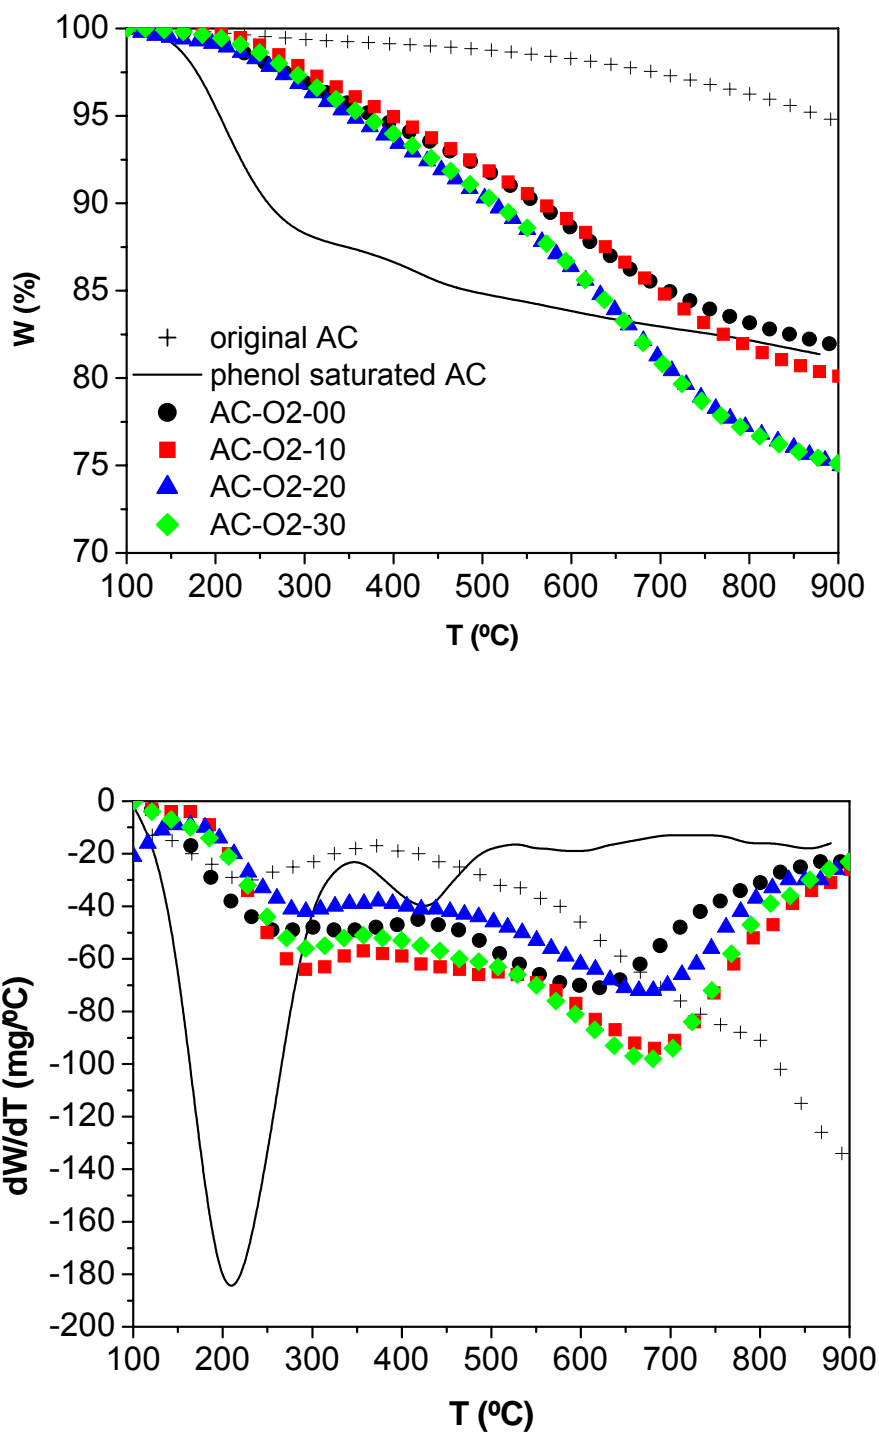 100
95
90
85
80
75
70
W (%)
original AC
phenol saturated AC
AC-O2-00
AC-O2-10
AC-O2-20
AC-O2-30
100 200 300 400 500 600 700 800 900
T (ºC)
0
-20
-40
-60
-80
-100
-120
-140
-160
-180
-200
dW/dT (mg/ºC)
100 200 300 400 500 600 700 800 900
T (ºC)